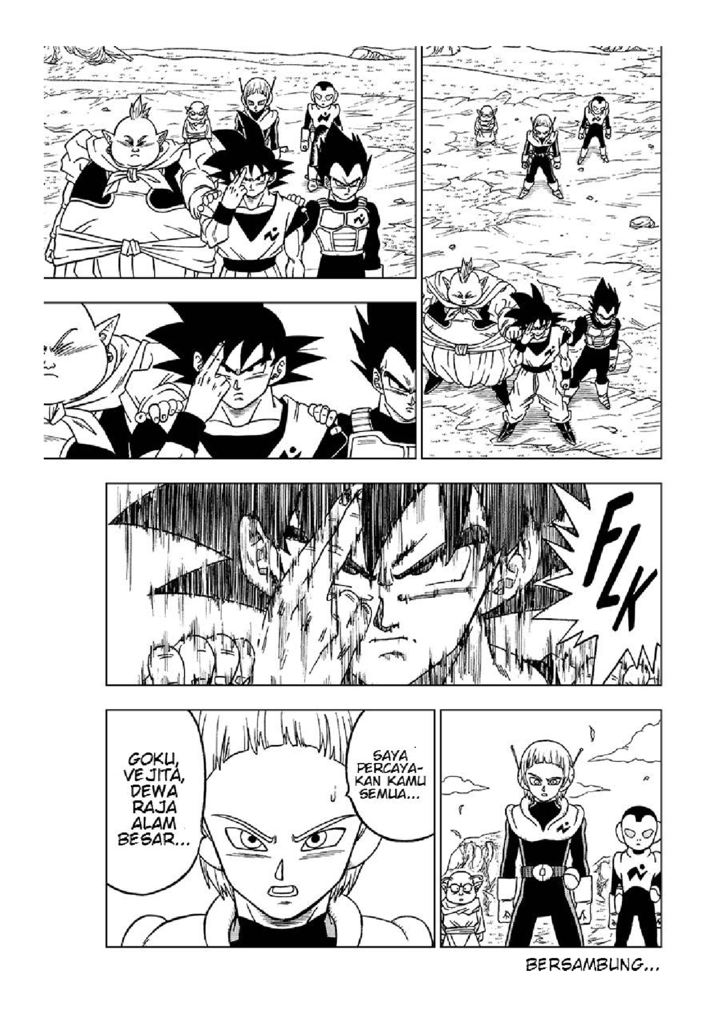 FLK
GOKU,
VEJITA,
DEWA
RAJA
ALAM
BESAR...
SAYA
PERCAYA-
KAN KAMU
SEMUA...
BERSAMBUNG...